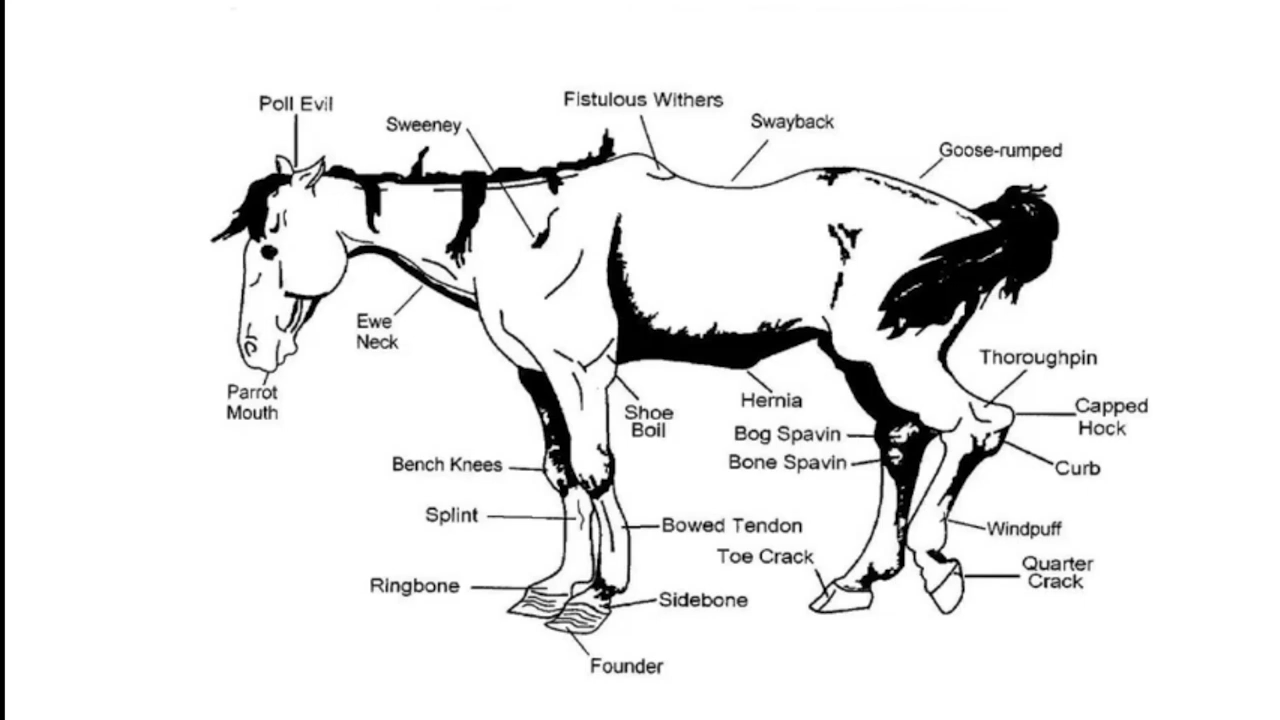 Poll Evil
Fistulous Withers
Sweeney
Swayback
Goose-rumped
Ewe
Neck
Thoroughpin
Parrot
Mouth
Hernia
Shoe
Boil
Capped
Hock
Bog Spavin
Bone Spavin
Bench Knees
Curb
Splint
Bowed Tendon
Windpuff
Toe Crack
Quarter
Crack
Ringbone
Sidebone
Founder